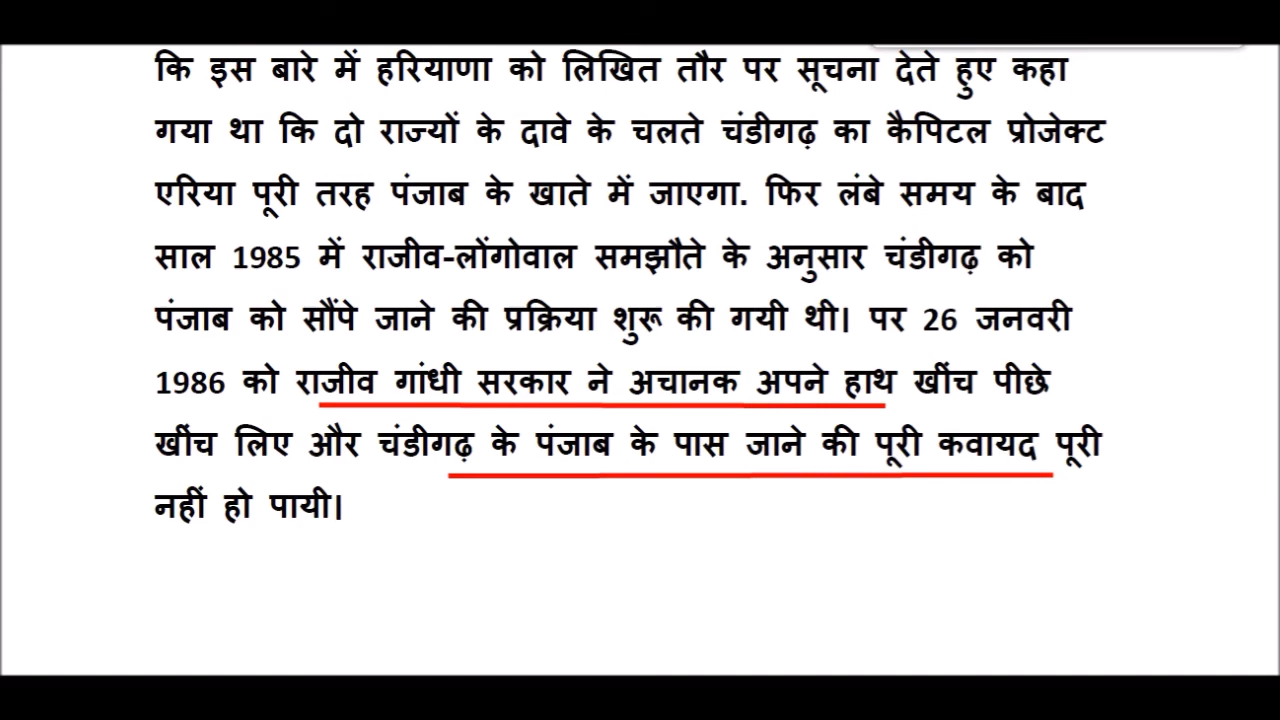 कि इस बारे में हरियाणा को लिखित तौर पर सूचना देते हुए कहा
गया था कि दो राज्यों के दावे के चलते चंडीगढ़ का कैपिटल प्रोजेक्ट
एरिया पूरी तरह पंजाब के खाते में जाएगा. फिर लंबे समय के बाद
साल 1985 में राजीव-लोंगोवाल समझौते के अनुसार चंडीगढ़ को
पंजाब को सौंपे जाने की प्रक्रिया शुरू की गयी थी। पर 26 जनवरी
1986 को राजीव गांधी सरकार ने अचानक अपने हाथ खींच पीछे
खींच लिए और चंडीगढ़ के पंजाब के पास जाने की पूरी कवायद पूरी
नहीं हो पायी।